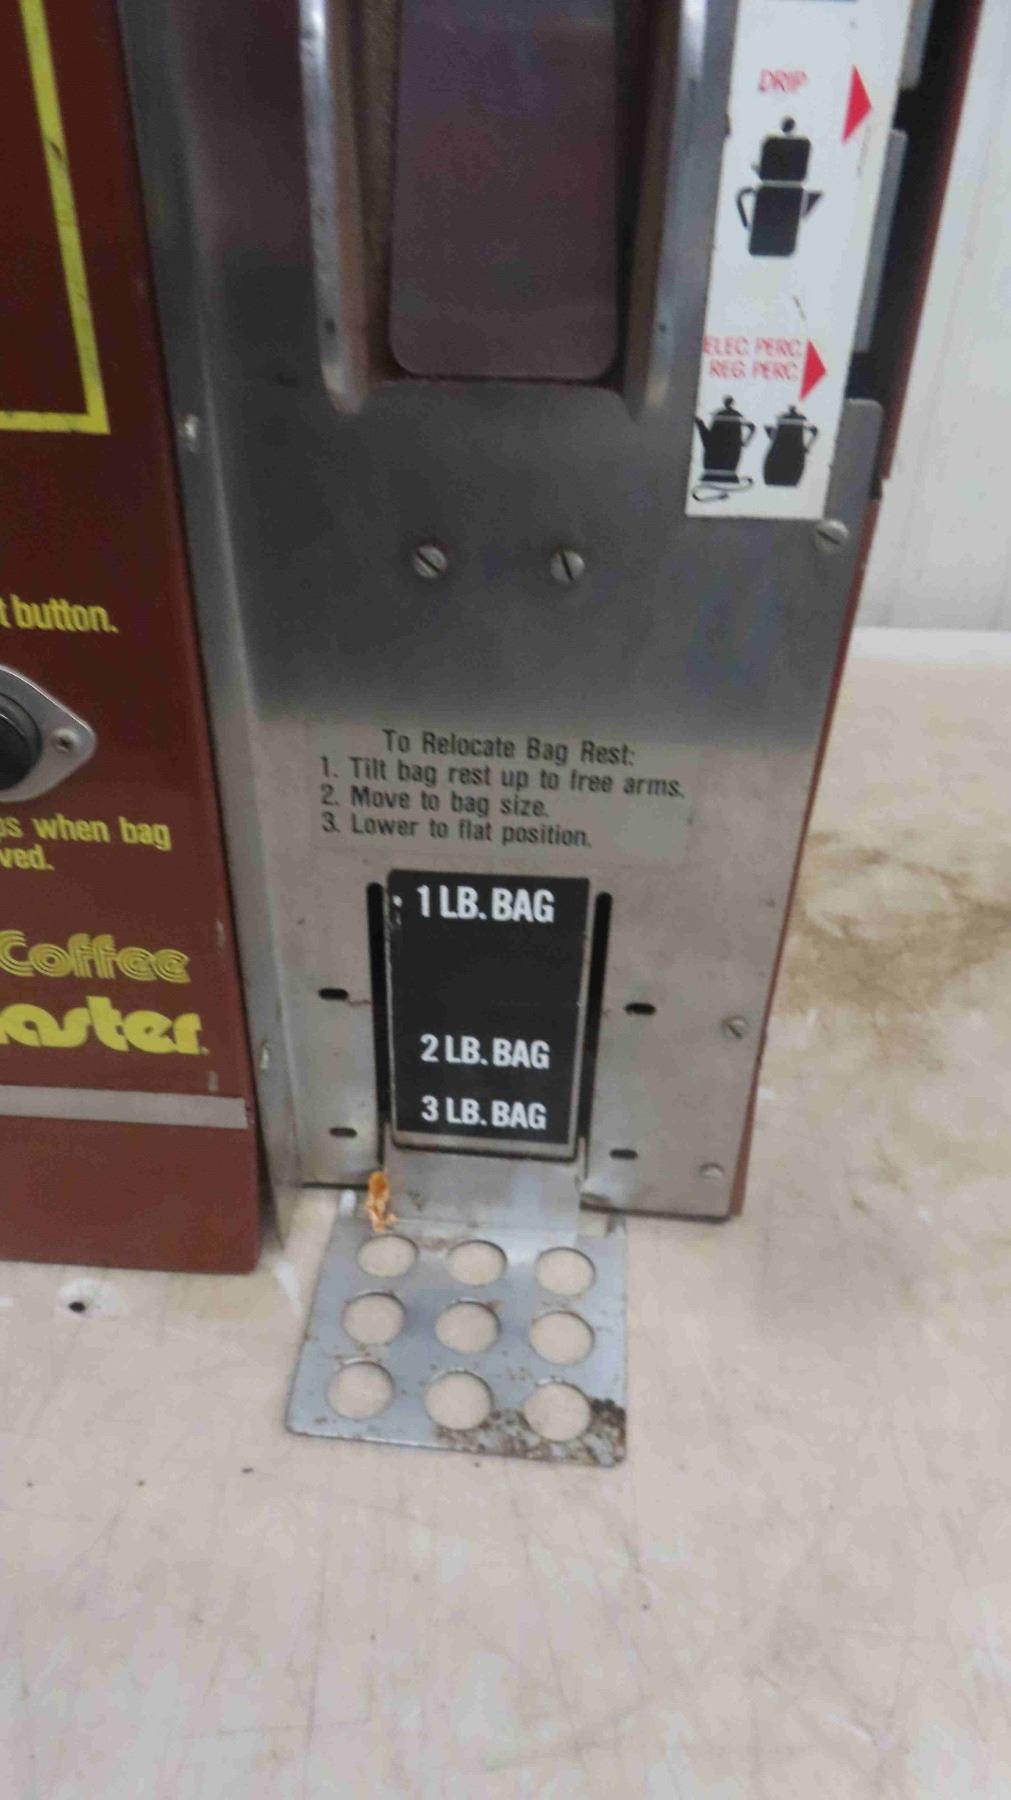 DRIP
ELEC. PERC.
REG. PERC.
button.
To Relocate Bag Rest:
1. Tilt bag rest up to free arms.
2. Move to bag size.
3. Lower to flat position.
when bag
Coffee
1 LB. BAG
2 LB. BAG
3 LB. BAG